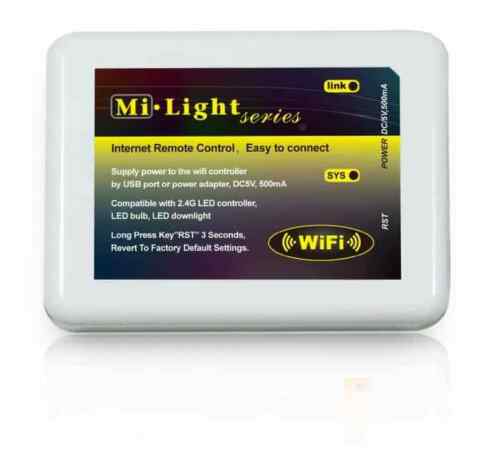 link
Mi·Light series
POWER DC/5V,500mA
Internet Remote Control, Easy to connect
Supply power to the wifi controller
by USB port or power adapter, DC5V, 500mA
SYS
Compatible with 2.4G LED controller,
LED bulb, LED downlight
RST
Long Press Key"RST" 3 Seconds,
Revert To Factory Default Settings.
WiFi